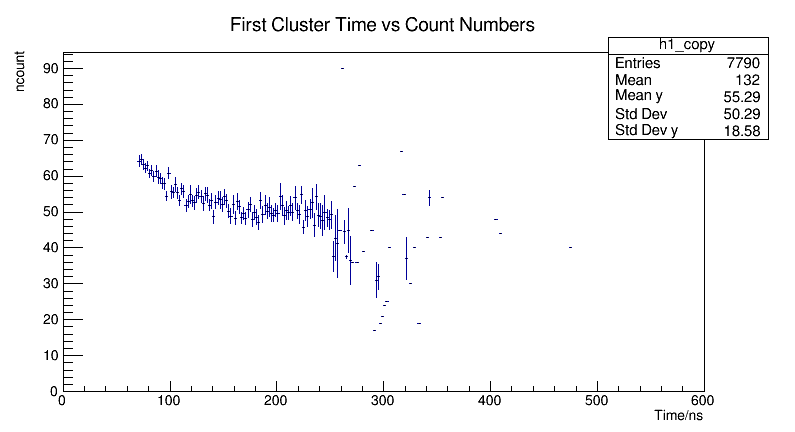 First Cluster Time vs Count Numbers
ncount
h1_copy
Entries 7790
Mean 132
Mean y 55.29
Std Dev 50.29
Std Dev y 18.58
90
80
70
60
50
40
30
20
10
0
0 100 200 300 400 500 600
Time/ns